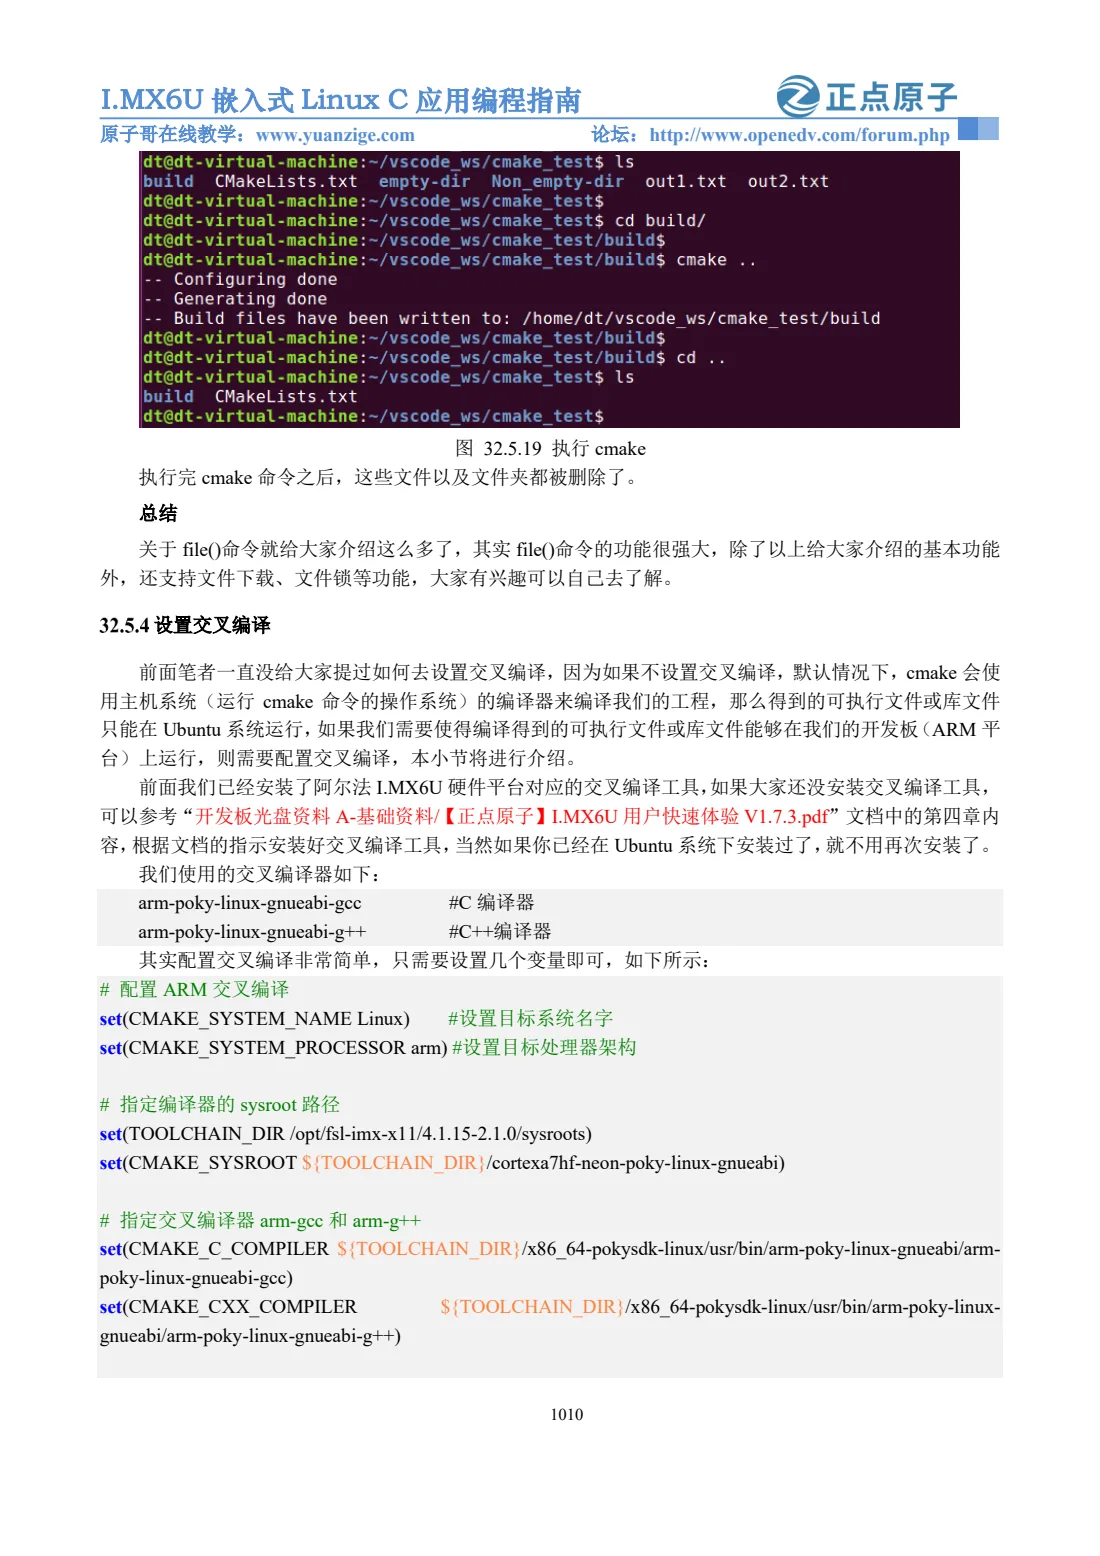 I.MX6U 嵌入式 Linux C 应用编程指南
正点原子
原子哥在线教学：www.yuanzige.com 论坛：http://www.openedv.com/forum.php
dt@dt-virtual-machine:~/vscode_ws/cmake_test$ ls
build  CMakeLists.txt  empty-dir  Non_empty-dir  out1.txt  out2.txt
dt@dt-virtual-machine:~/vscode_ws/cmake_test$
dt@dt-virtual-machine:~/vscode_ws/cmake_test$ cd build/
dt@dt-virtual-machine:~/vscode_ws/cmake_test/build$
dt@dt-virtual-machine:~/vscode_ws/cmake_test/build$ cmake ..
-- Configuring done
-- Generating done
-- Build files have been written to: /home/dt/vscode_ws/cmake_test/build
dt@dt-virtual-machine:~/vscode_ws/cmake_test/build$
dt@dt-virtual-machine:~/vscode_ws/cmake_test/build$ cd ..
dt@dt-virtual-machine:~/vscode_ws/cmake_test$ ls
build  CMakeLists.txt
dt@dt-virtual-machine:~/vscode_ws/cmake_test$
图 32.5.19 执行 cmake
执行完 cmake 命令之后，这些文件以及文件夹都被删除了。
总结
关于 file()命令就给大家介绍这么多了，其实 file()命令的功能很强大，除了以上给大家介绍的基本功能
外，还支持文件下载、文件锁等功能，大家有兴趣可以自己去了解。
32.5.4 设置交叉编译
前面笔者一直没给大家提过如何去设置交叉编译，因为如果不设置交叉编译，默认情况下，cmake 会使
用主机系统（运行 cmake 命令的操作系统）的编译器来编译我们的工程，那么得到的可执行文件或库文件
只能在 Ubuntu 系统运行，如果我们需要使得编译得到的可执行文件或库文件能够在我们的开发板（ARM 平
台）上运行，则需要配置交叉编译，本小节将进行介绍。
前面我们已经安装了阿尔法 I.MX6U 硬件平台对应的交叉编译工具，如果大家还没安装交叉编译工具，
可以参考“开发板光盘资料 A-基础资料/【正点原子】I.MX6U 用户快速体验 V1.7.3.pdf”文档中的第四章内
容，根据文档的指示安装好交叉编译工具，当然如果你已经在 Ubuntu 系统下安装过了，就不用再次安装了。
我们使用的交叉编译器如下：
arm-poky-linux-gnueabi-gcc #C 编译器
arm-poky-linux-gnueabi-g++ #C++编译器
其实配置交叉编译非常简单，只需要设置几个变量即可，如下所示：
# 配置 ARM 交叉编译
set(CMAKE_SYSTEM_NAME Linux) #设置目标系统名字
set(CMAKE_SYSTEM_PROCESSOR arm) #设置目标处理器架构
# 指定编译器的 sysroot 路径
set(TOOLCHAIN_DIR /opt/fsl-imx-x11/4.1.15-2.1.0/sysroots)
set(CMAKE_SYSROOT ${TOOLCHAIN_DIR}/cortexa7hf-neon-poky-linux-gnueabi)
# 指定交叉编译器 arm-gcc 和 arm-g++
set(CMAKE_C_COMPILER ${TOOLCHAIN_DIR}/x86_64-pokysdk-linux/usr/bin/arm-poky-linux-gnueabi/arm-
poky-linux-gnueabi-gcc)
set(CMAKE_CXX_COMPILER ${TOOLCHAIN_DIR}/x86_64-pokysdk-linux/usr/bin/arm-poky-linux-
gnueabi/arm-poky-linux-gnueabi-g++)
1010